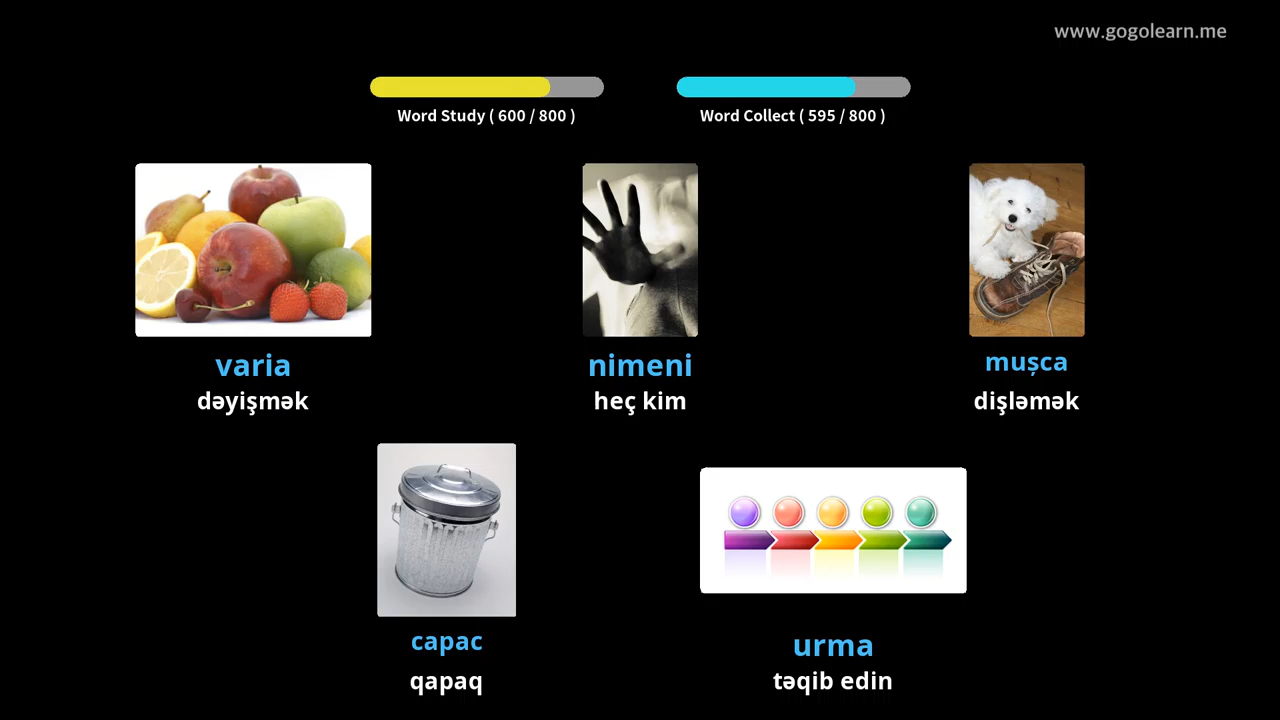 www.gogolearn.me
Word Study ( 600 / 800 )
Word Collect ( 595 / 800 )
varia
dəyişmək
nimeni
heç kim
mușca
dişləmək
capac
qapaq
urma
təqib edin